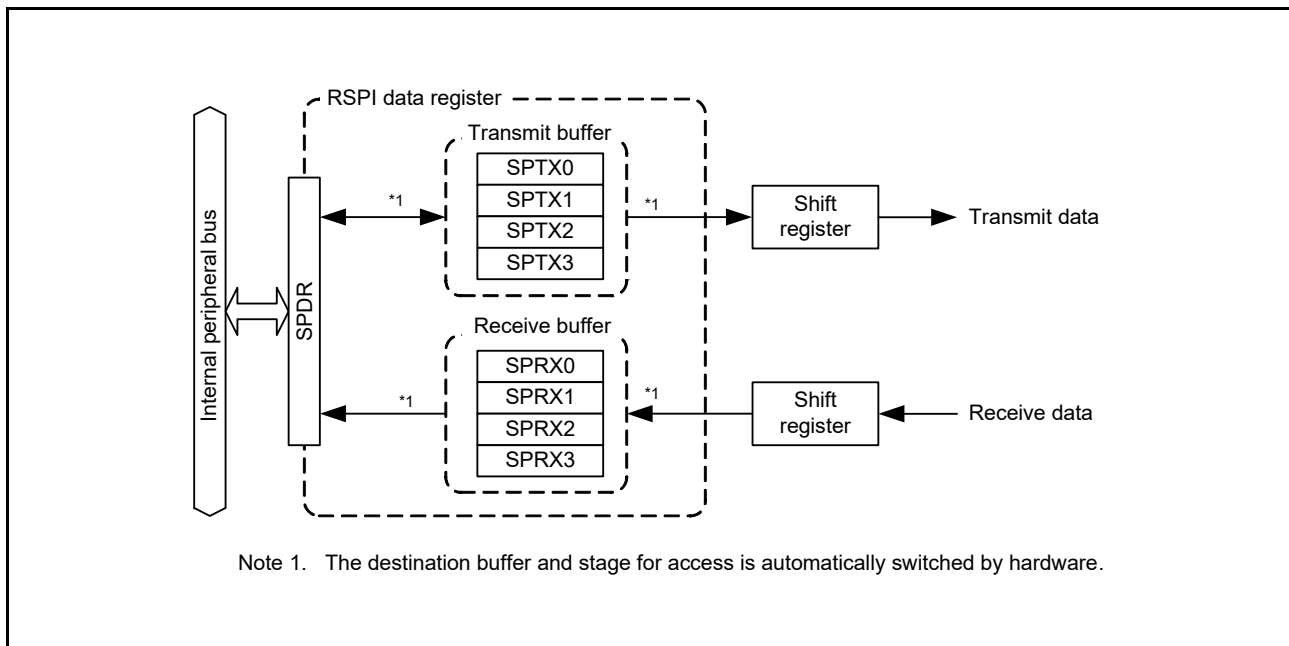 RSPI data register
Internal peripheral bus
SPDR
Transmit buffer
SPTX0
SPTX1
SPTX2
SPTX3
*1
*1
Shift
register
Transmit data
Receive buffer
SPRX0
SPRX1
SPRX2
SPRX3
*1
*1
Shift
register
Receive data
Note 1. The destination buffer and stage for access is automatically switched by hardware.